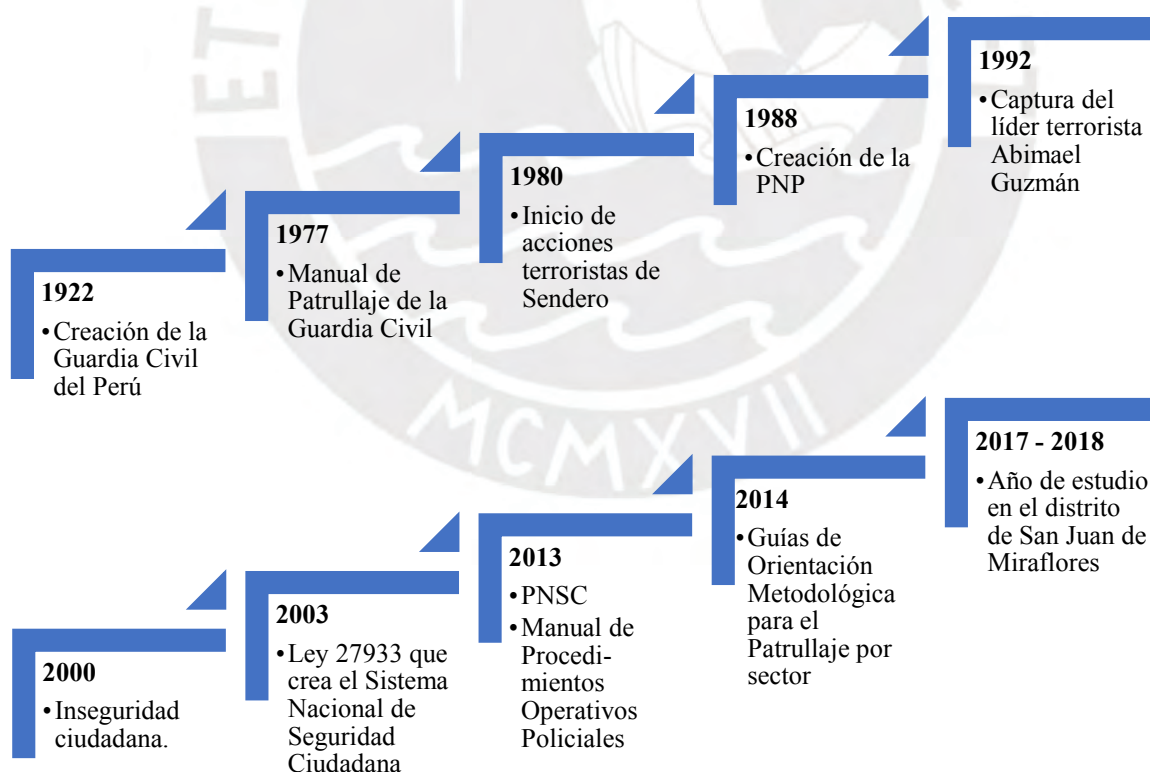 1922
•Creación de la
Guardia Civil
del Perú
1977
•Manual de
Patrullaje de la
Guardia Civil
1980
•Inicio de
acciones
terroristas de
Sendero
1988
•Creación de la
PNP
1992
•Captura del
líder terrorista
Abimael
Guzmán
2000
•Inseguridad
ciudadana.
2003
•Ley 27933 que
crea el Sistema
Nacional de
Seguridad
Ciudadana
2013
•PNSC
•Manual de
Procedi-
mientos
Operativos
Policiales
2014
•Guías de
Orientación
Metodológica
para el
Patrullaje por
sector
2017 - 2018
•Año de estudio
en el distrito
de San Juan de
Miraflores
ET
MCMXVII